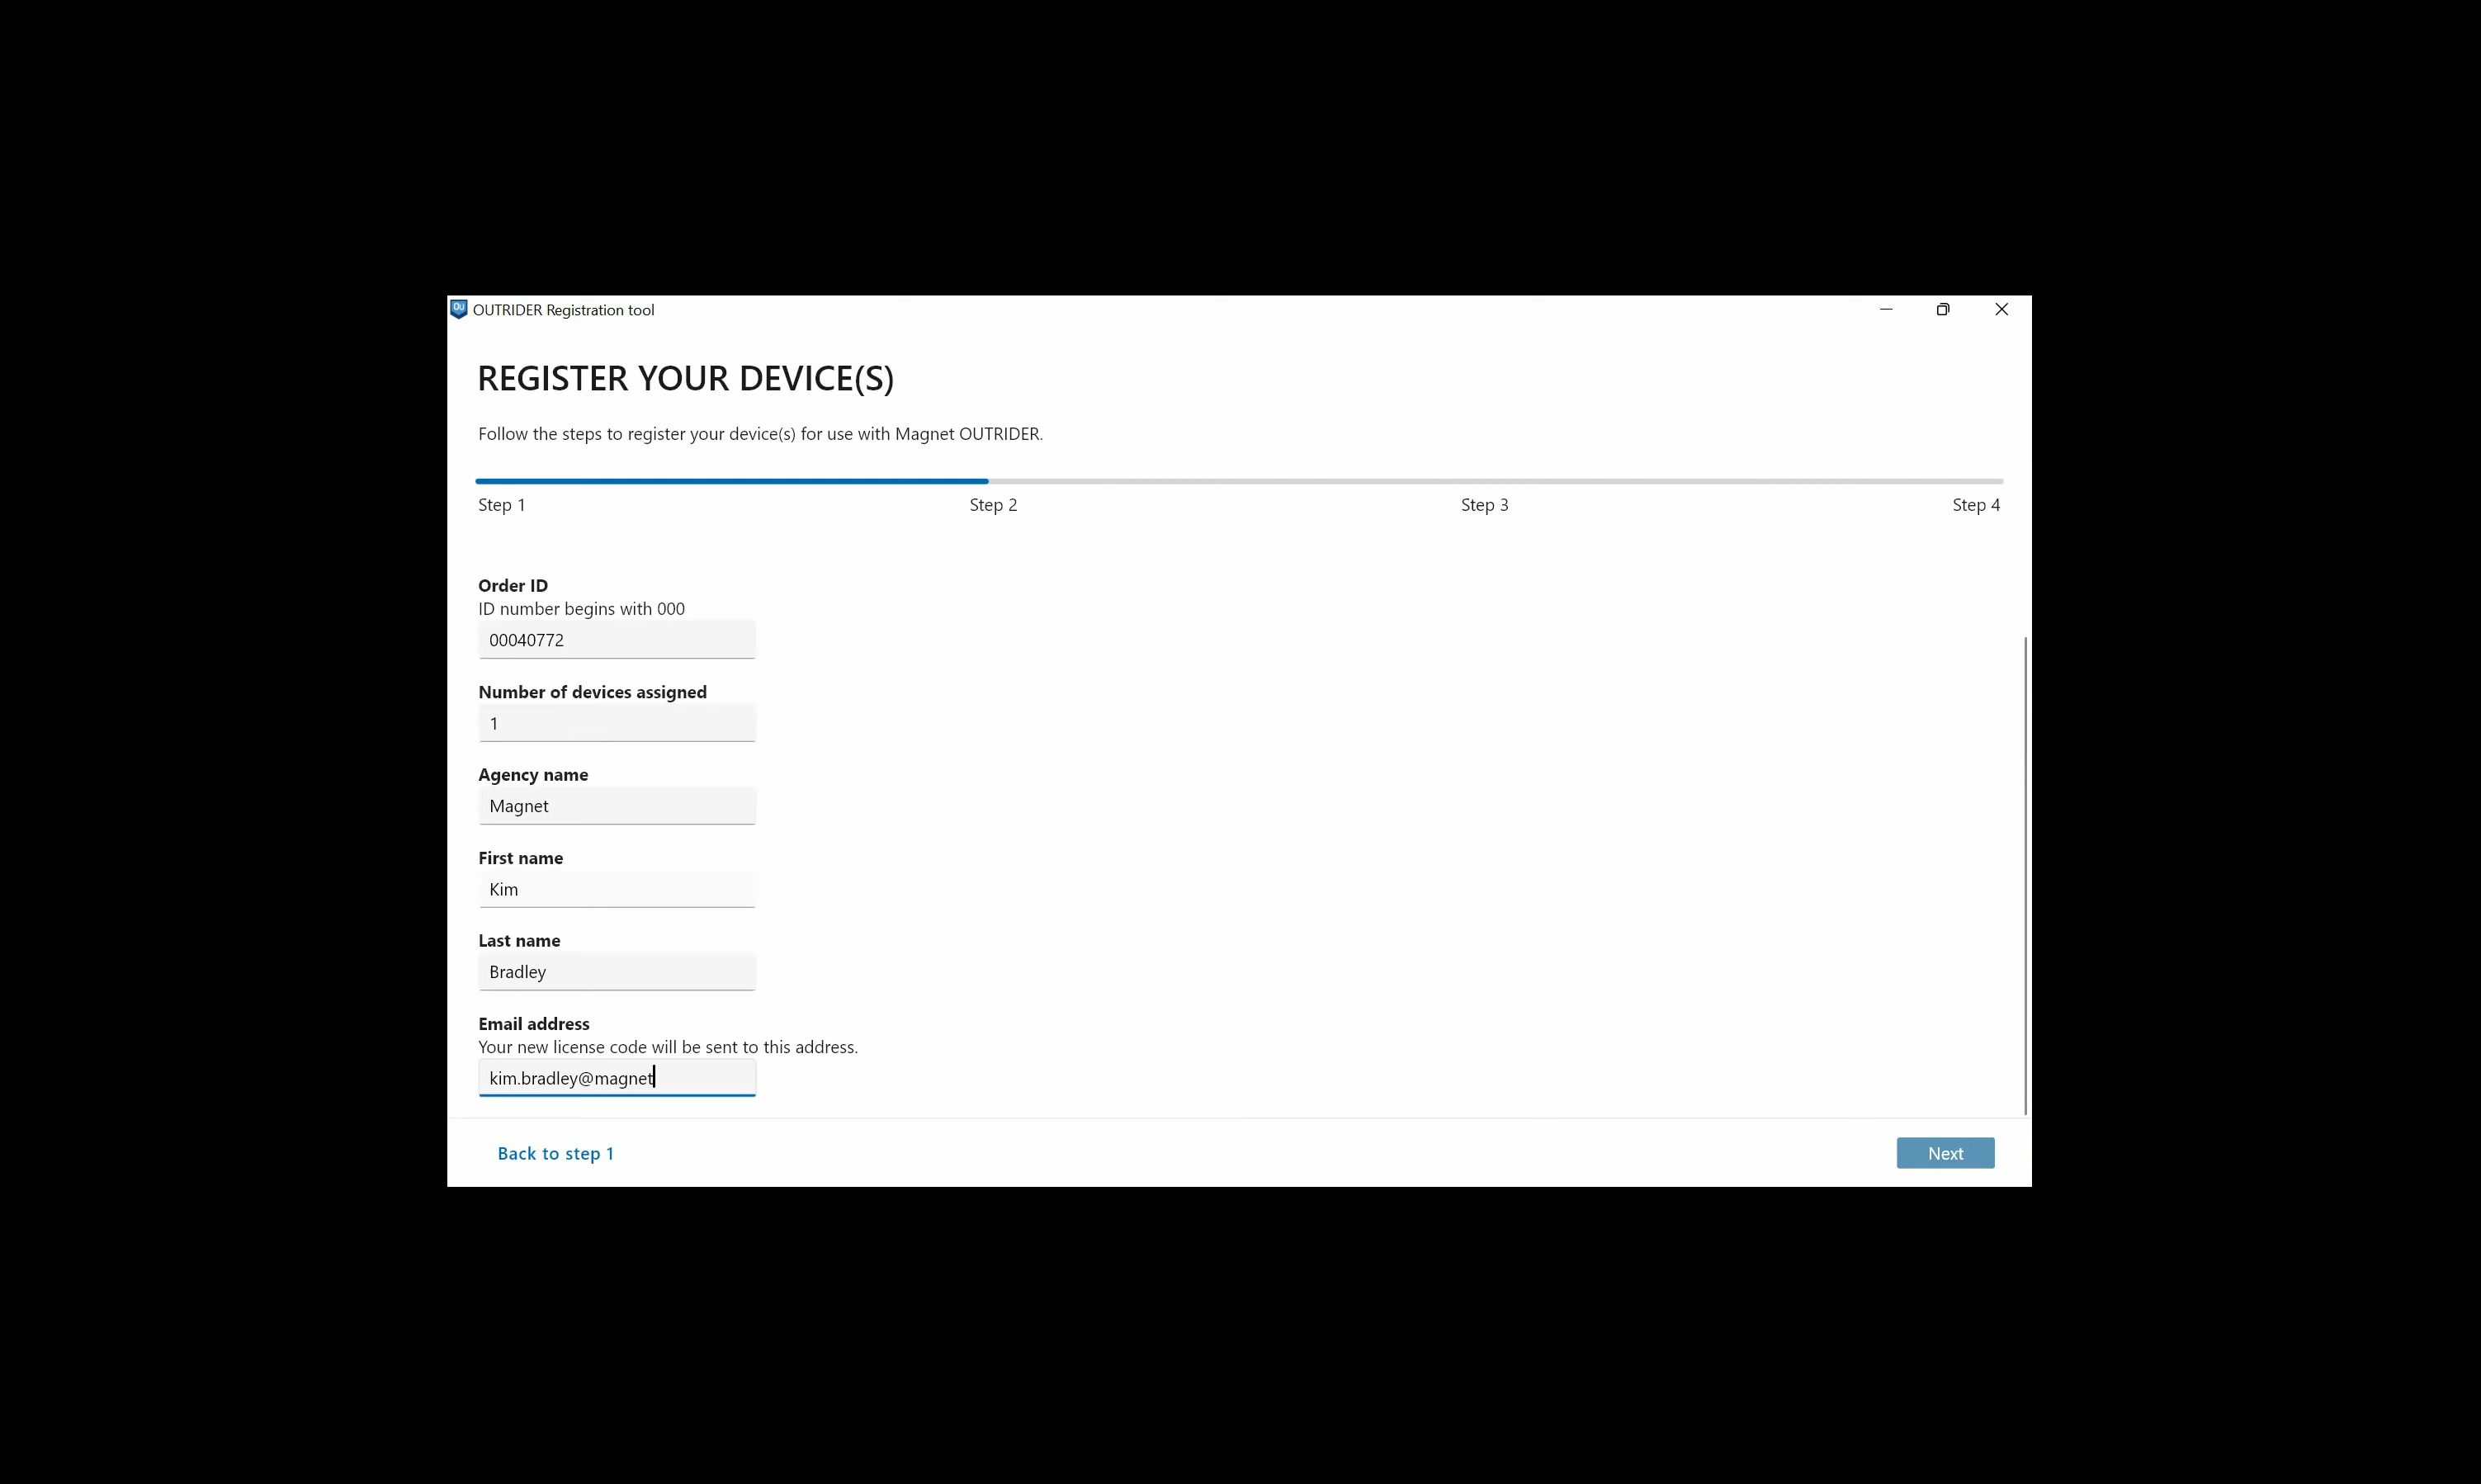 Ou OUTRIDER Registration tool
REGISTER YOUR DEVICE(S)
Follow the steps to register your device(s) for use with Magnet OUTRIDER.
Step 1 Step 2 Step 3 Step 4
Order ID
ID number begins with 000
00040772
Number of devices assigned
1
Agency name
Magnet
First name
Kim
Last name
Bradley
Email address
Your new license code will be sent to this address.
kim.bradley@magnet
Back to step 1 Next